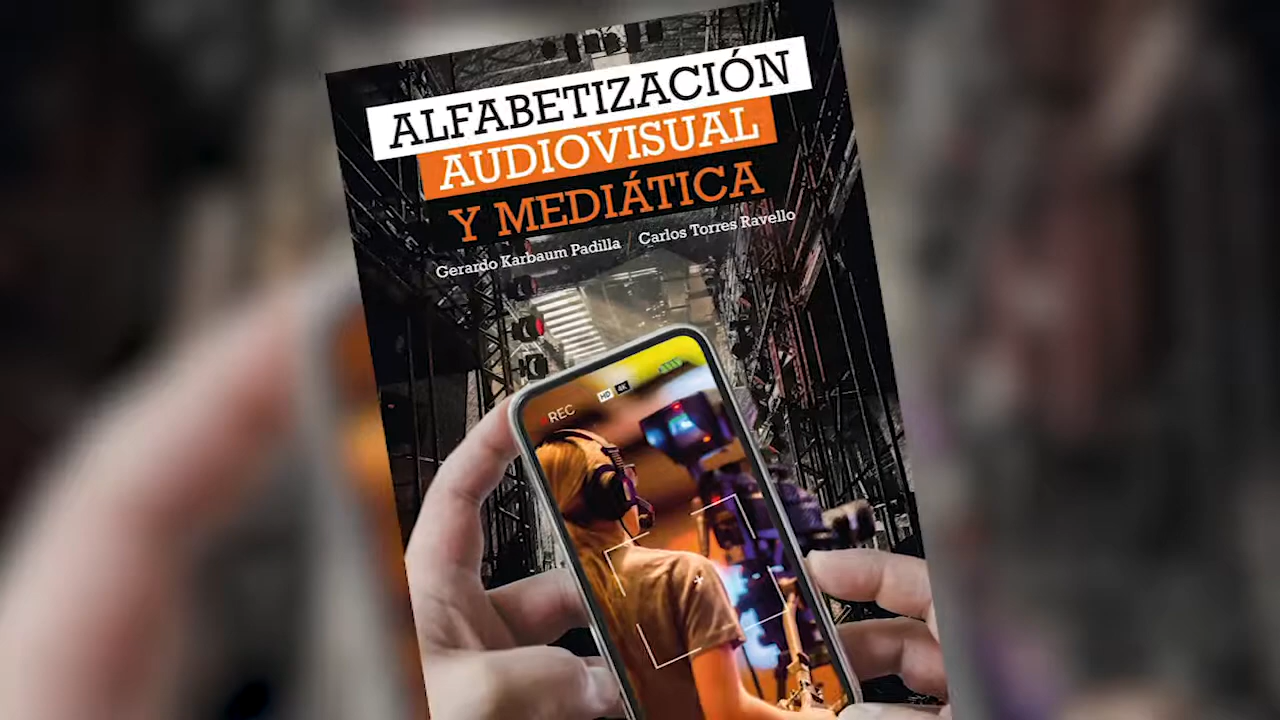 ALFABETIZACIÓN
AUDIOVISUAL
Y MEDIÁTICA
Gerardo Karbaum Padilla / Carlos Torres Ravello
REC
HD 4K